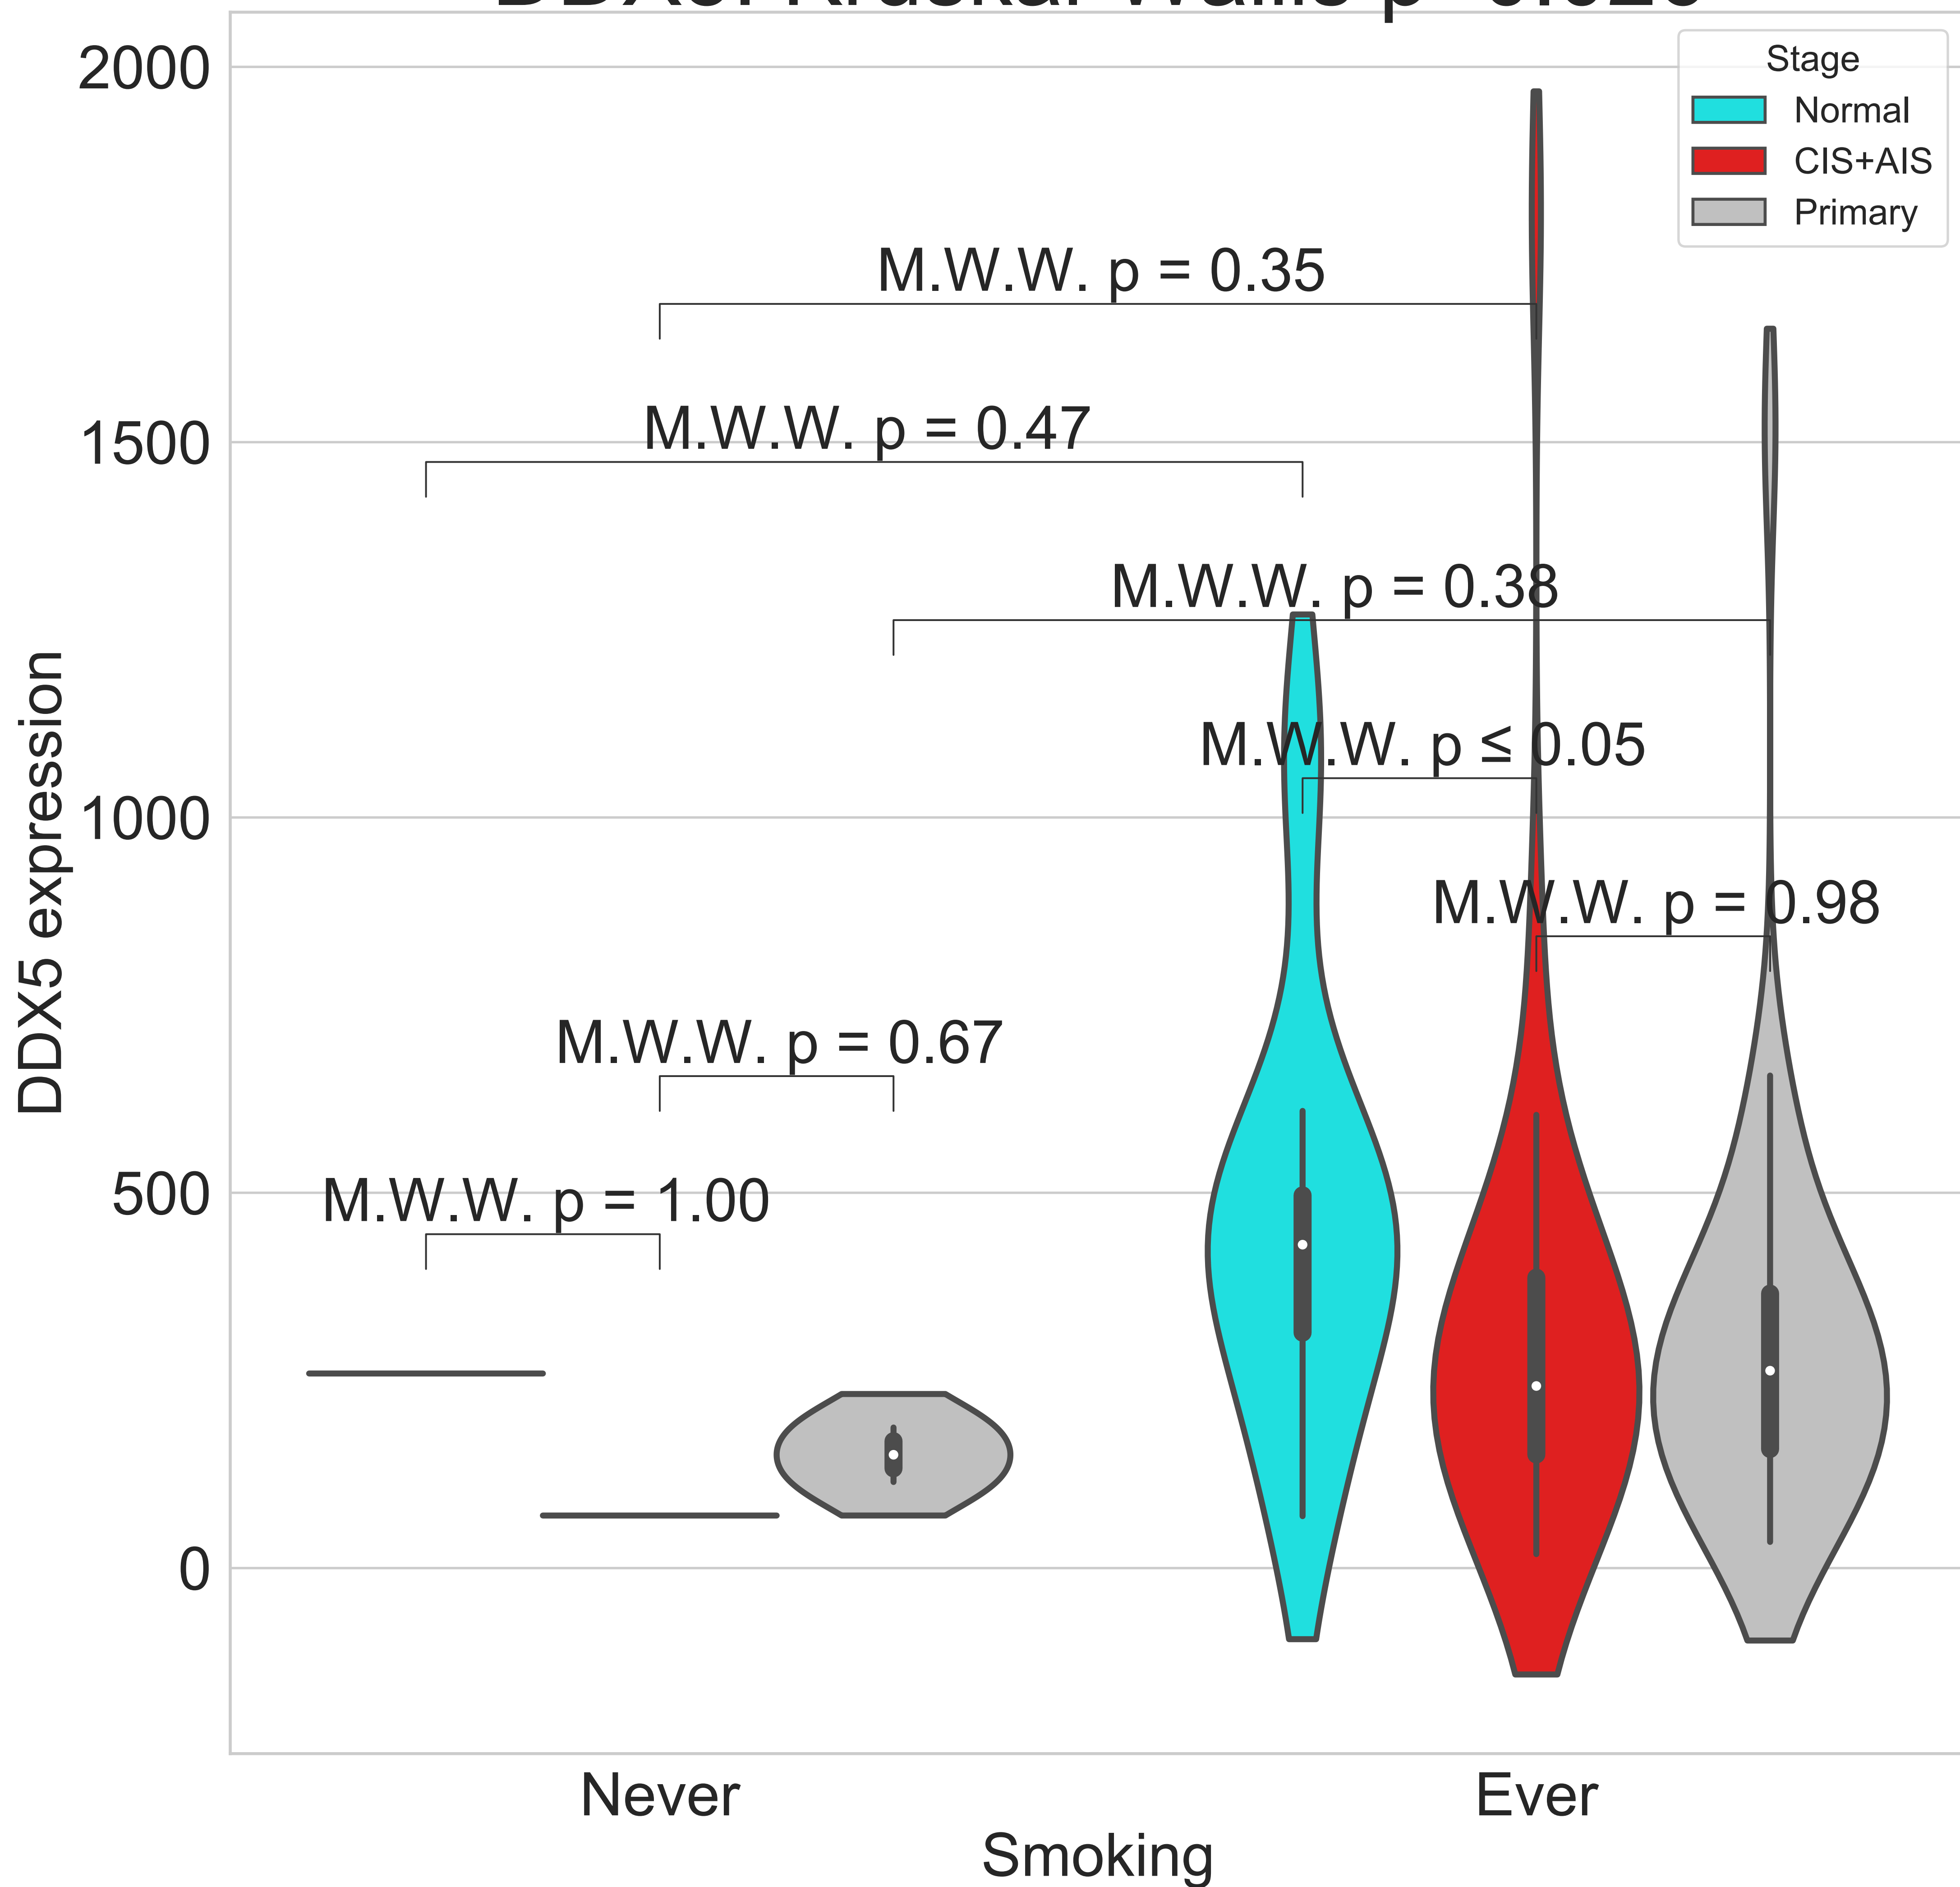 2000
Stage
Normal
CIS+AIS
Primary
M.W.W. p = 0.35
M.W.W. p = 0.47
1500
M.W.W. p = 0.38
M.W.W. p ≤ 0.05
1000
M.W.W. p = 0.98
DDX5 expression
M.W.W. p = 0.67
M.W.W. p = 1.00
500
0
Never
Ever
Smoking